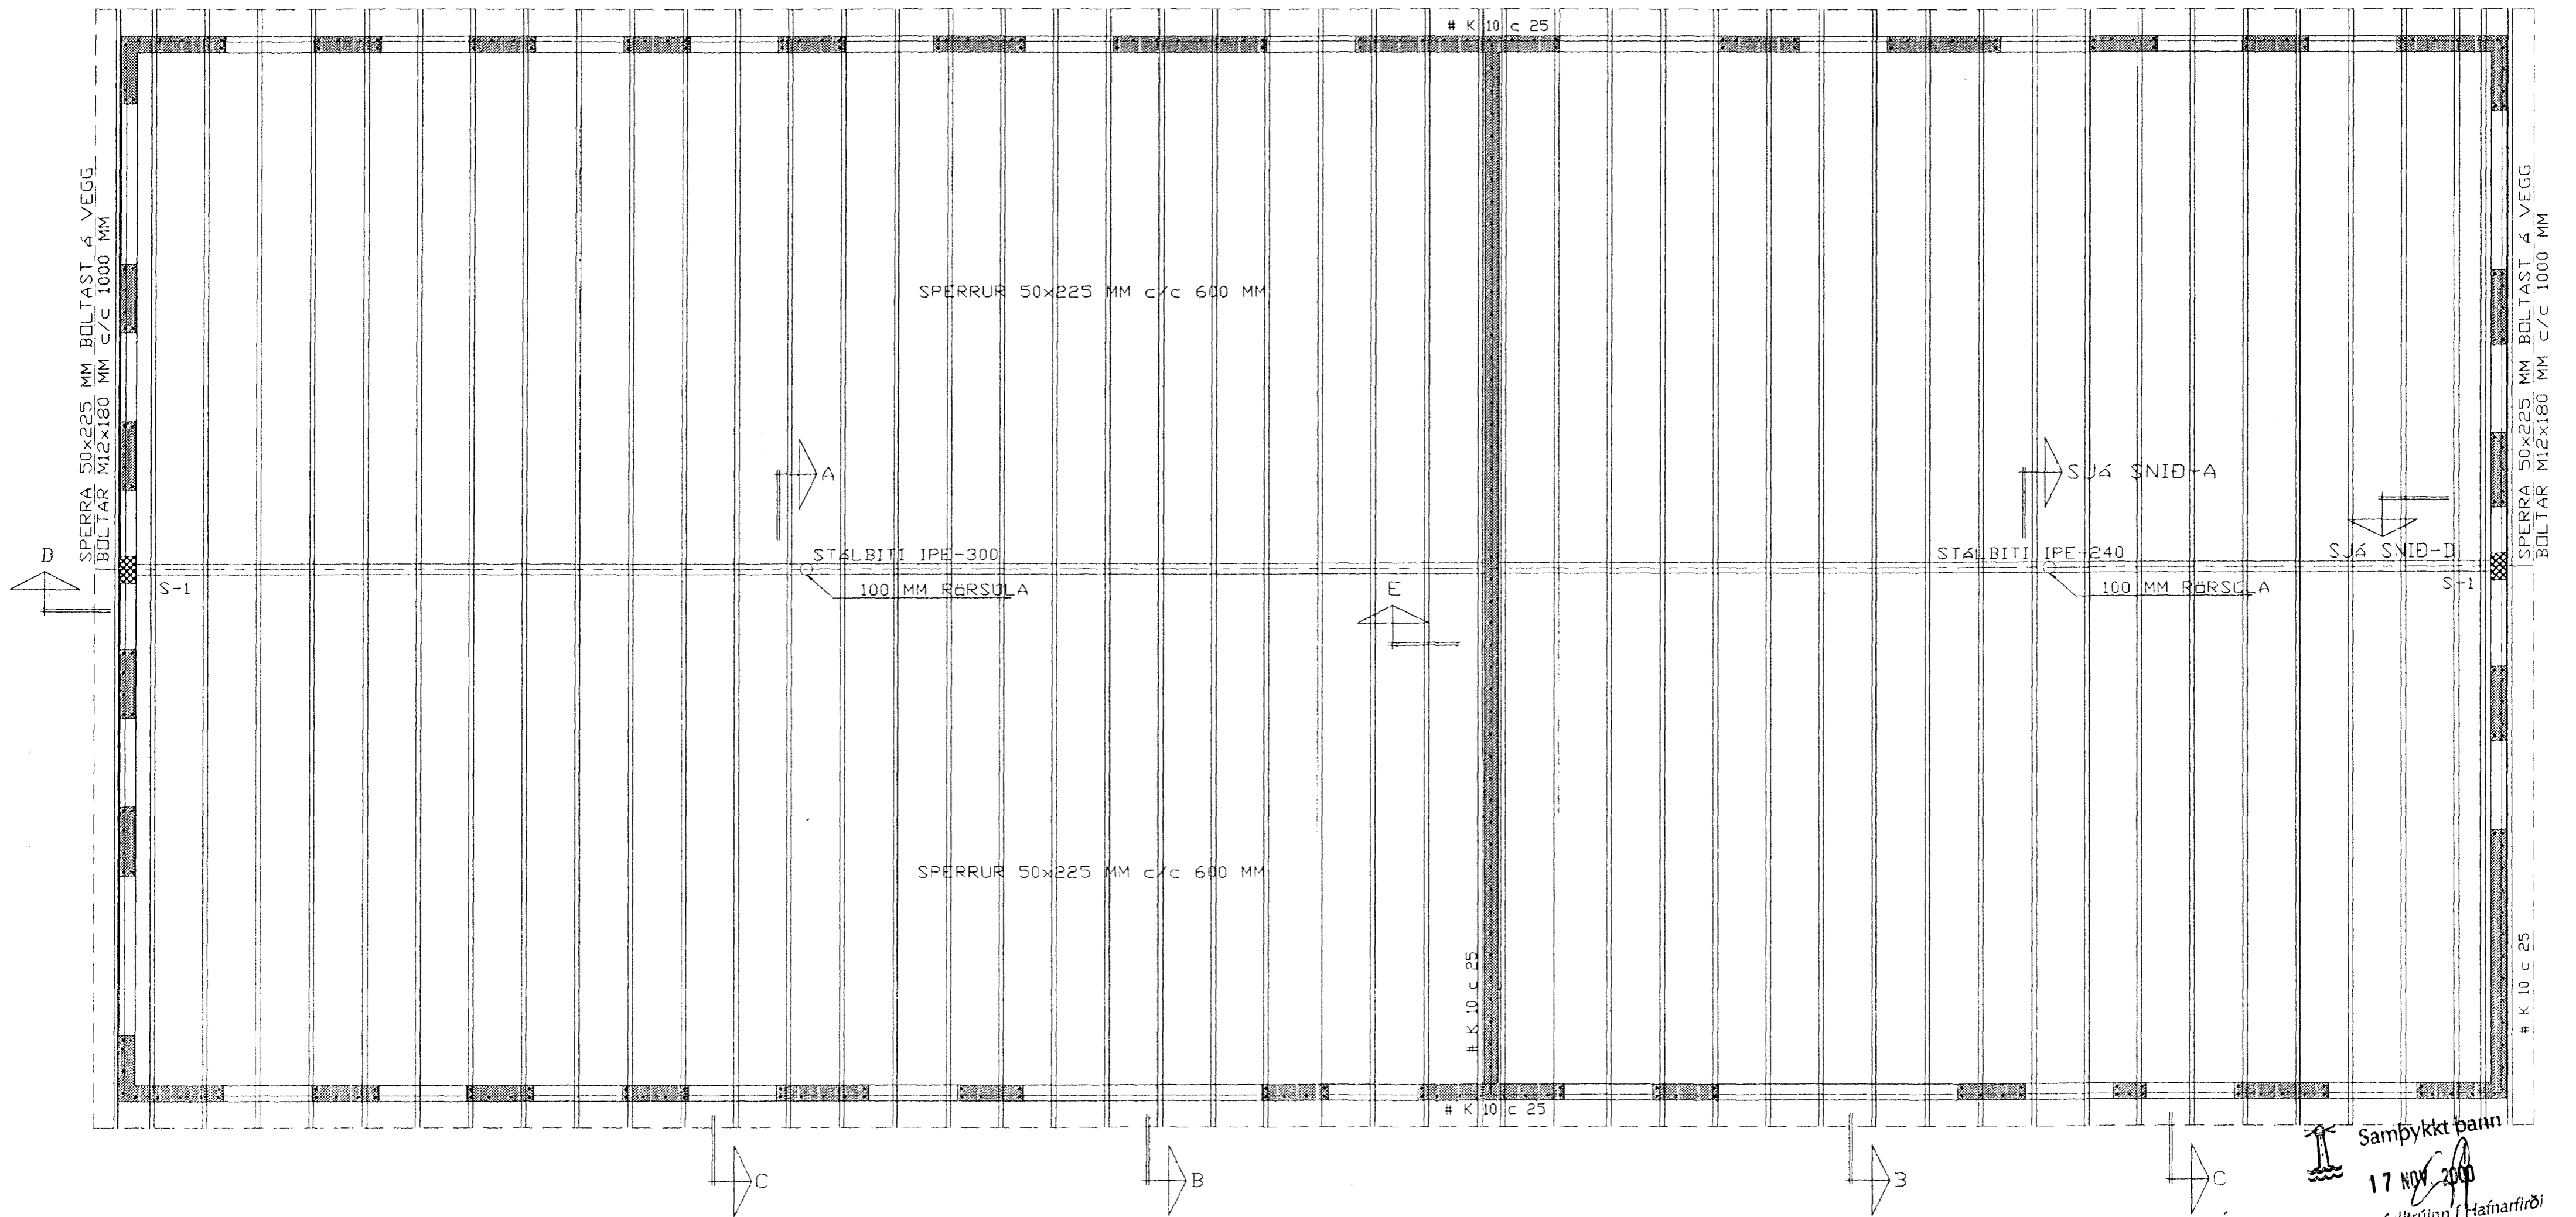 # K 10 c 25
SPERRA 50x225 MM BOLTAST Á VEGG
BOLTAR M12x180 MM c/c 1000 MM
SPERRUR 50x225 MM c/c 600 MM
SPERRA 50x225 MM BOLTAST Á VEGG
BOLTAR M12x180 MM c/c 1000 MM
A
SJÁ SNIÐ-A
D
STÁLBITI IPE-300
STÁLBITI IPE-240
SJÁ SNIÐ-D
S-1
100 MM RÖRSÚLA
E
100 MM RÖRSÚLA
S-1
SPERRUR 50x225 MM c/c 600 MM
# K 10 c 25
# K 10 c 25
# K 10 c 25
C
B
B
C
Samþykkt þann
17 NOV. 2000
í Hafnarfirði